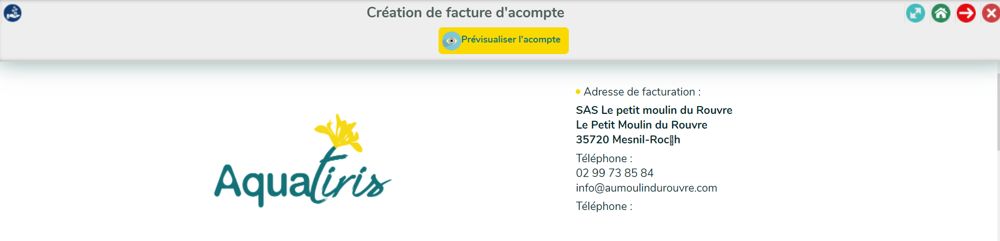 Création de facture d'acompte
Prévisualiser l'acompte
Adresse de facturation :
SAS Le petit moulin du Rouvre
Le Petit Moulin du Rouvre
35720 Mesnil-Roc▯h
Téléphone :
02 99 73 85 84
info@aumoulindurouvre.com
Téléphone :
Aquatiris